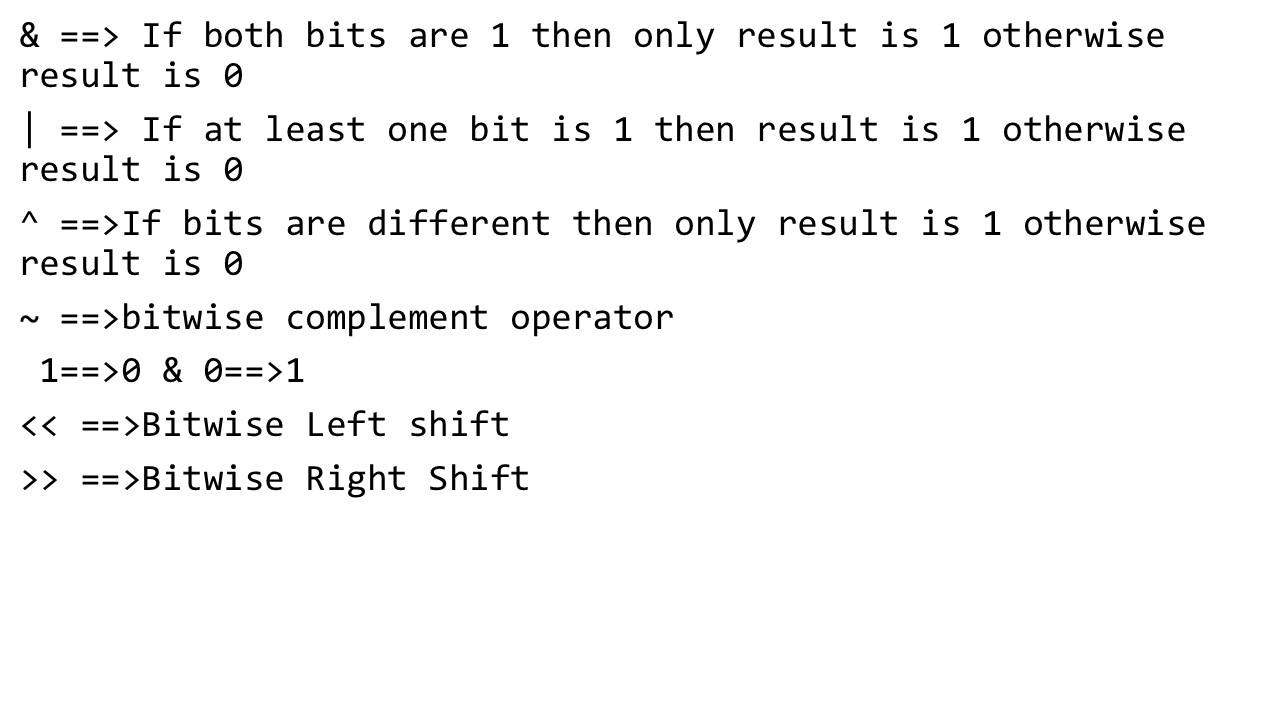 & ==> If both bits are 1 then only result is 1 otherwise
result is 0
| ==> If at least one bit is 1 then result is 1 otherwise
result is 0
^ ==>If bits are different then only result is 1 otherwise
result is 0
~ ==>bitwise complement operator
 1==>0 & 0==>1
<< ==>Bitwise Left shift
>> ==>Bitwise Right Shift